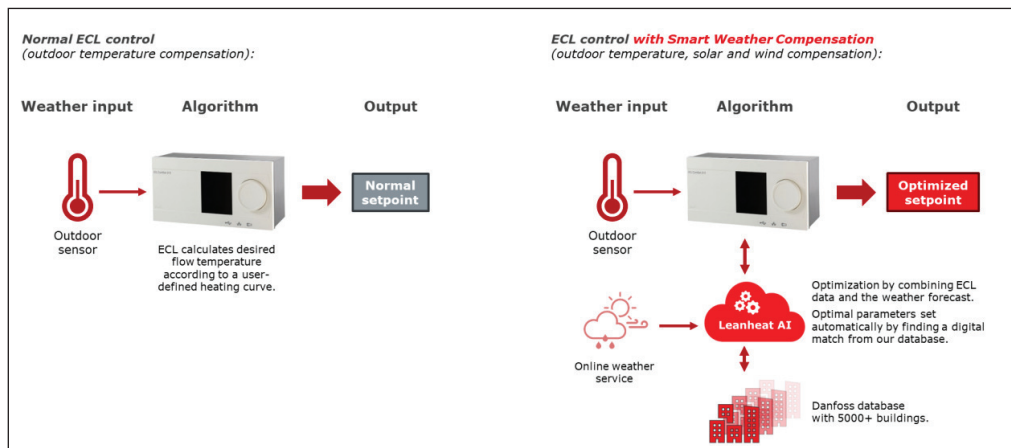 Normal ECL control
(outdoor temperature compensation):
Weather input
Algorithm
Output
Outdoor
sensor
ECL calculates desired
flow temperature
according to a user-
defined heating curve.
Normal
setpoint
ECL control with Smart Weather Compensation
(outdoor temperature, solar and wind compensation):
Weather input
Algorithm
Output
Outdoor
sensor
Optimized
setpoint
Online weather
service
Leanheat AI
Optimization by combining ECL
data and the weather forecast.
Optimal parameters set
automatically by finding a digital
match from our database.
Danfoss database
with 5000+ buildings.